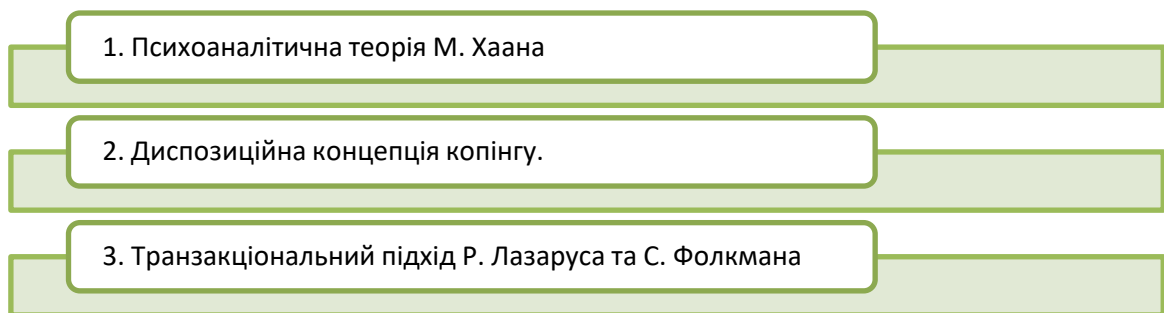 1. Психоаналітична теорія М. Хаана
2. Диспозиційна концепція копінгу.
3. Транзакціональний підхід Р. Лазаруса та С. Фолкмана